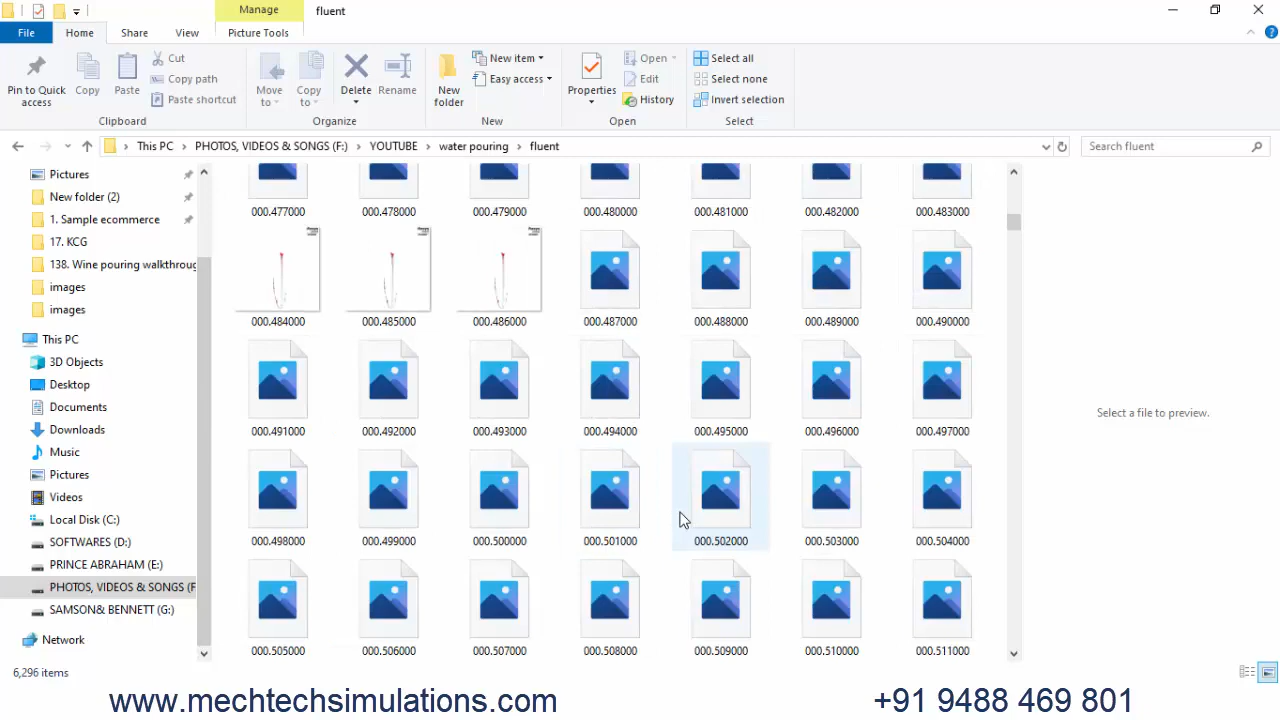 Manage
fluent
File
Home
Share
View
Picture Tools
Pin to Quick access
Copy
Paste
Cut
Copy path
Paste shortcut
Move to
Copy to
Delete
Rename
New folder
New item
Easy access
Properties
Open
Edit
History
Select all
Select none
Invert selection
Clipboard
Organize
New
Open
Select
This PC > PHOTOS, VIDEOS & SONGS (F:) > YOUTUBE > water pouring > fluent
Search fluent
Pictures
New folder (2)
1. Sample ecommerce
17. KCG
138. Wine pouring walkthroug
images
images
This PC
3D Objects
Desktop
Documents
Downloads
Music
Pictures
Videos
Local Disk (C:)
SOFTWARES (D:)
PRINCE ABRAHAM (E:)
PHOTOS, VIDEOS & SONGS (F
SAMSON& BENNETT (G:)
Network
000.477000 000.478000 000.479000 000.480000 000.481000 000.482000 000.483000
000.484000 000.485000 000.486000 000.487000 000.488000 000.489000 000.490000
000.491000 000.492000 000.493000 000.494000 000.495000 000.496000 000.497000
000.498000 000.499000 000.500000 000.501000 000.502000 000.503000 000.504000
000.505000 000.506000 000.507000 000.508000 000.509000 000.510000 000.511000
Select a file to preview.
6,296 items
www.mechtechsimulations.com
+91 9488 469 801